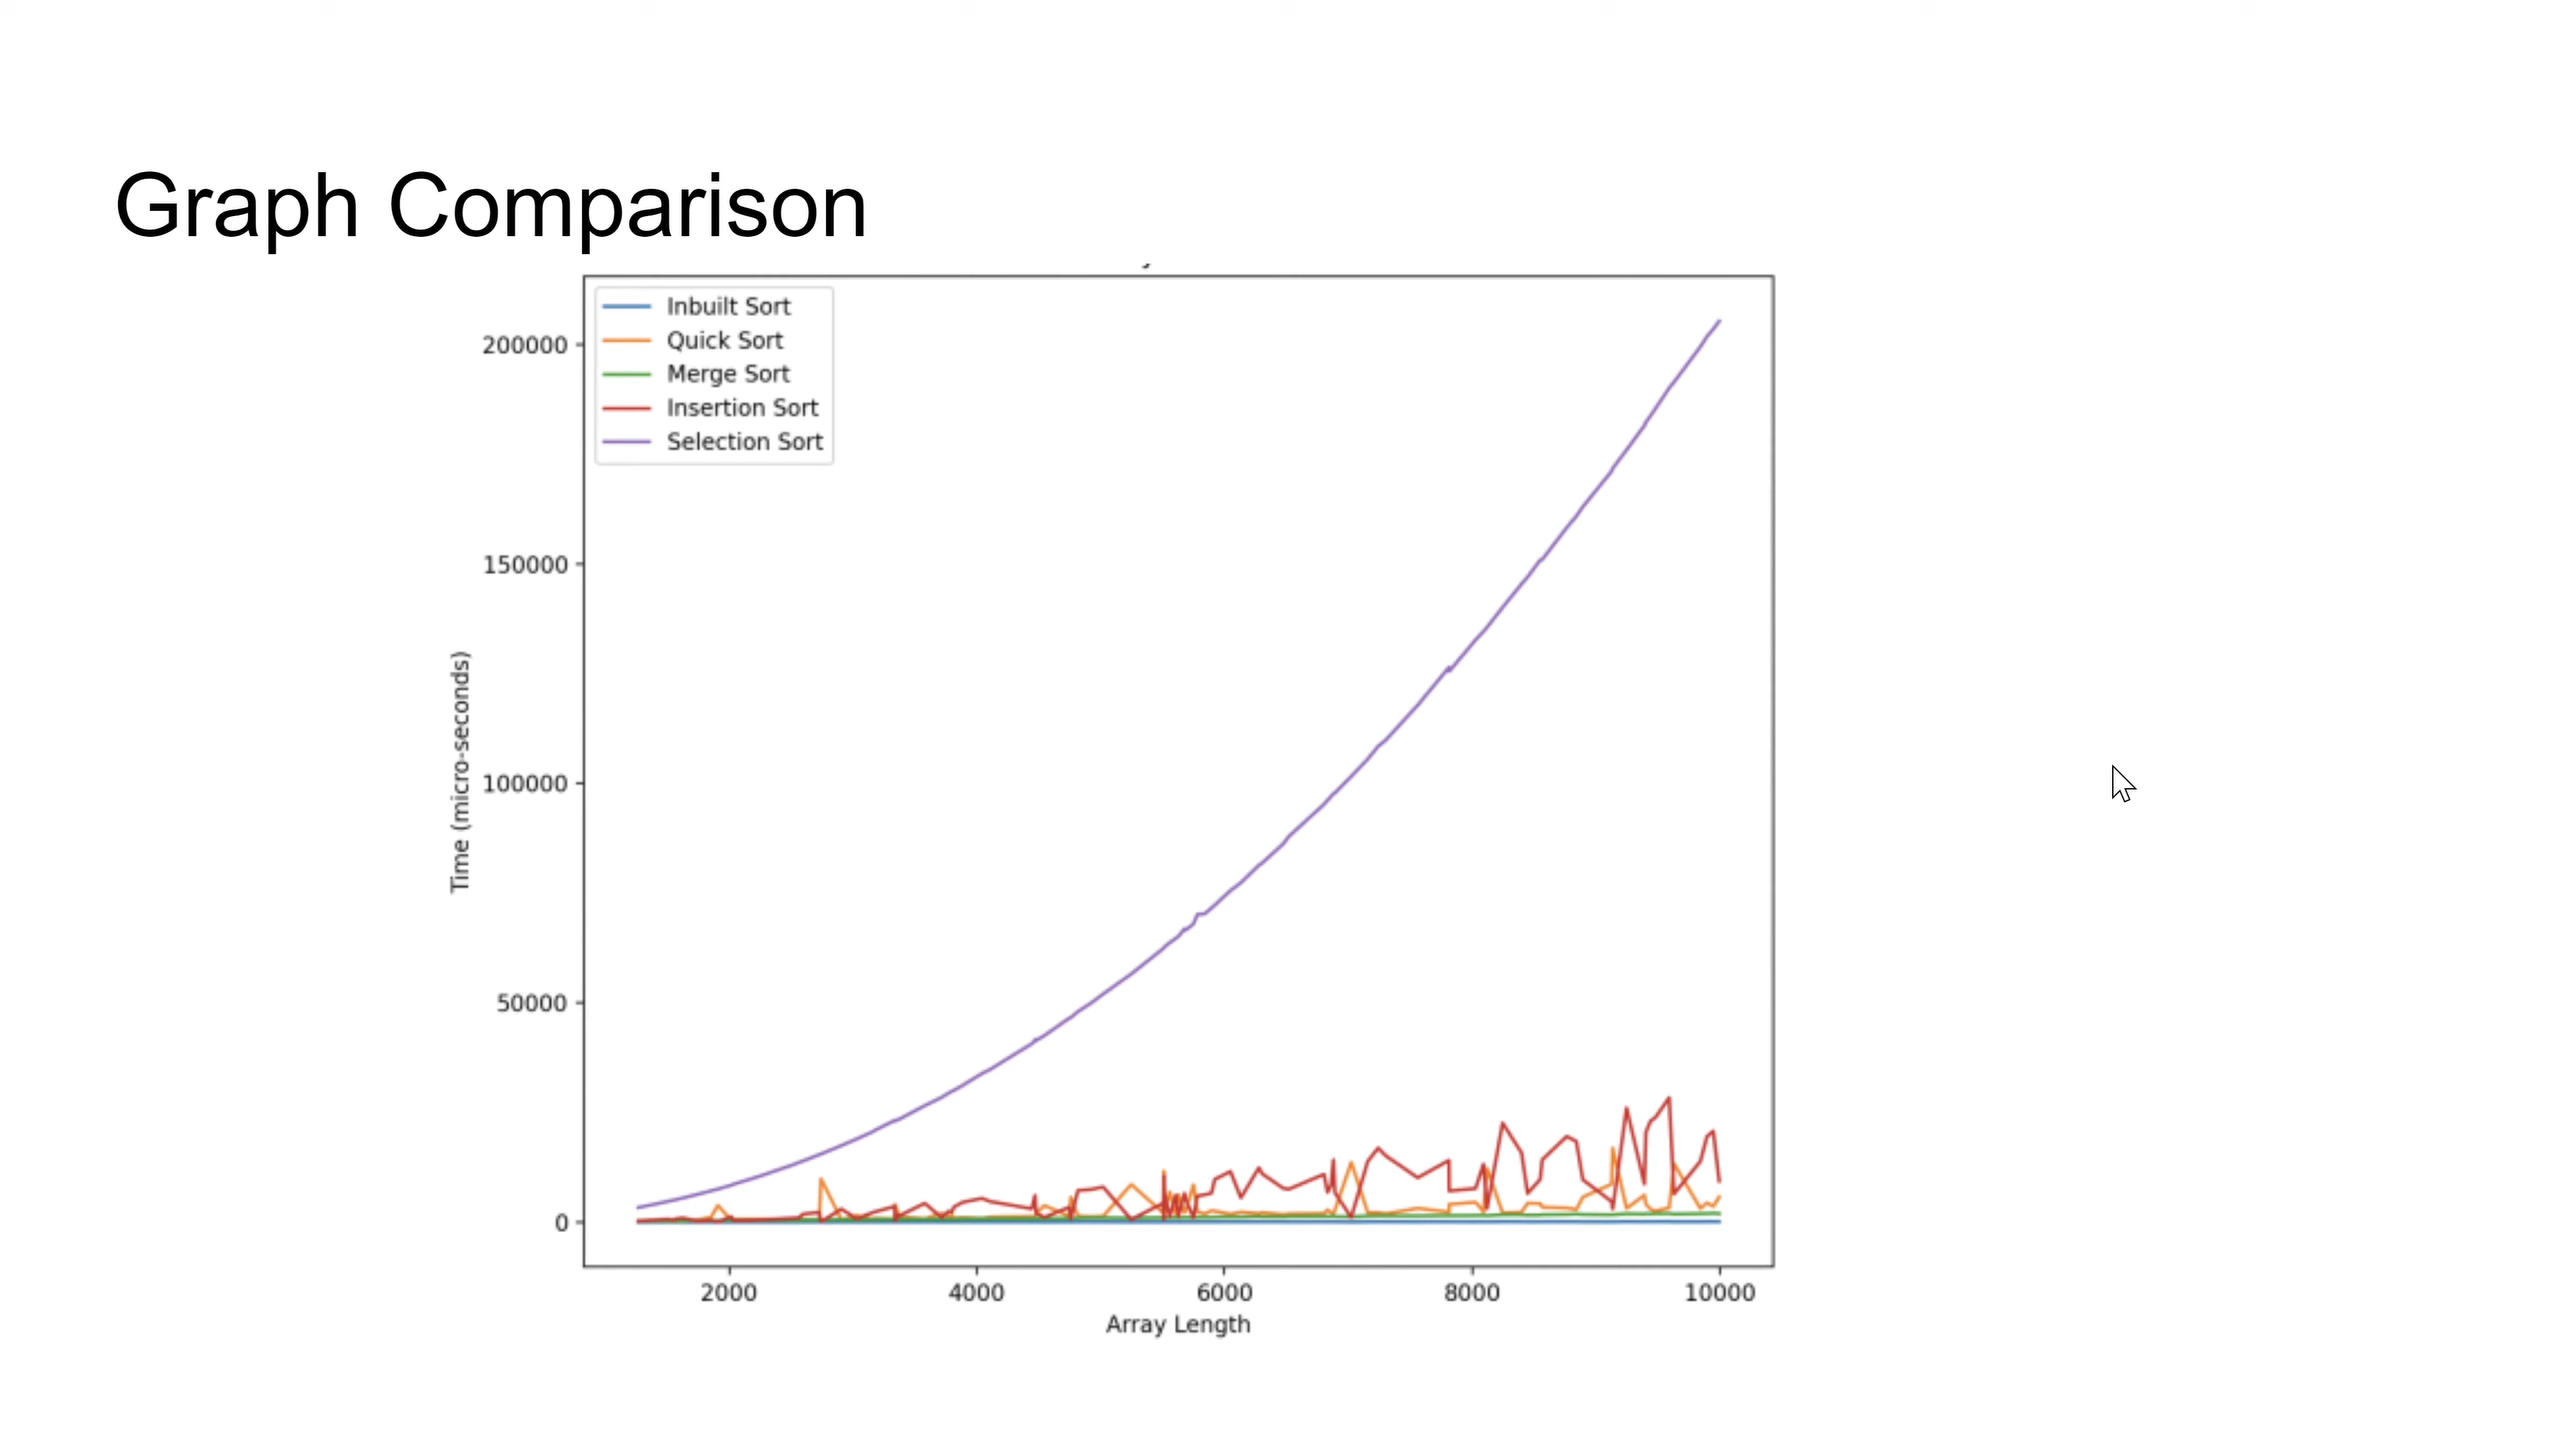 Graph Comparison
Inbuilt Sort
Quick Sort
Merge Sort
Insertion Sort
Selection Sort
200000
150000
100000
50000
0
Time (micro-seconds)
2000 4000 6000 8000 10000
Array Length